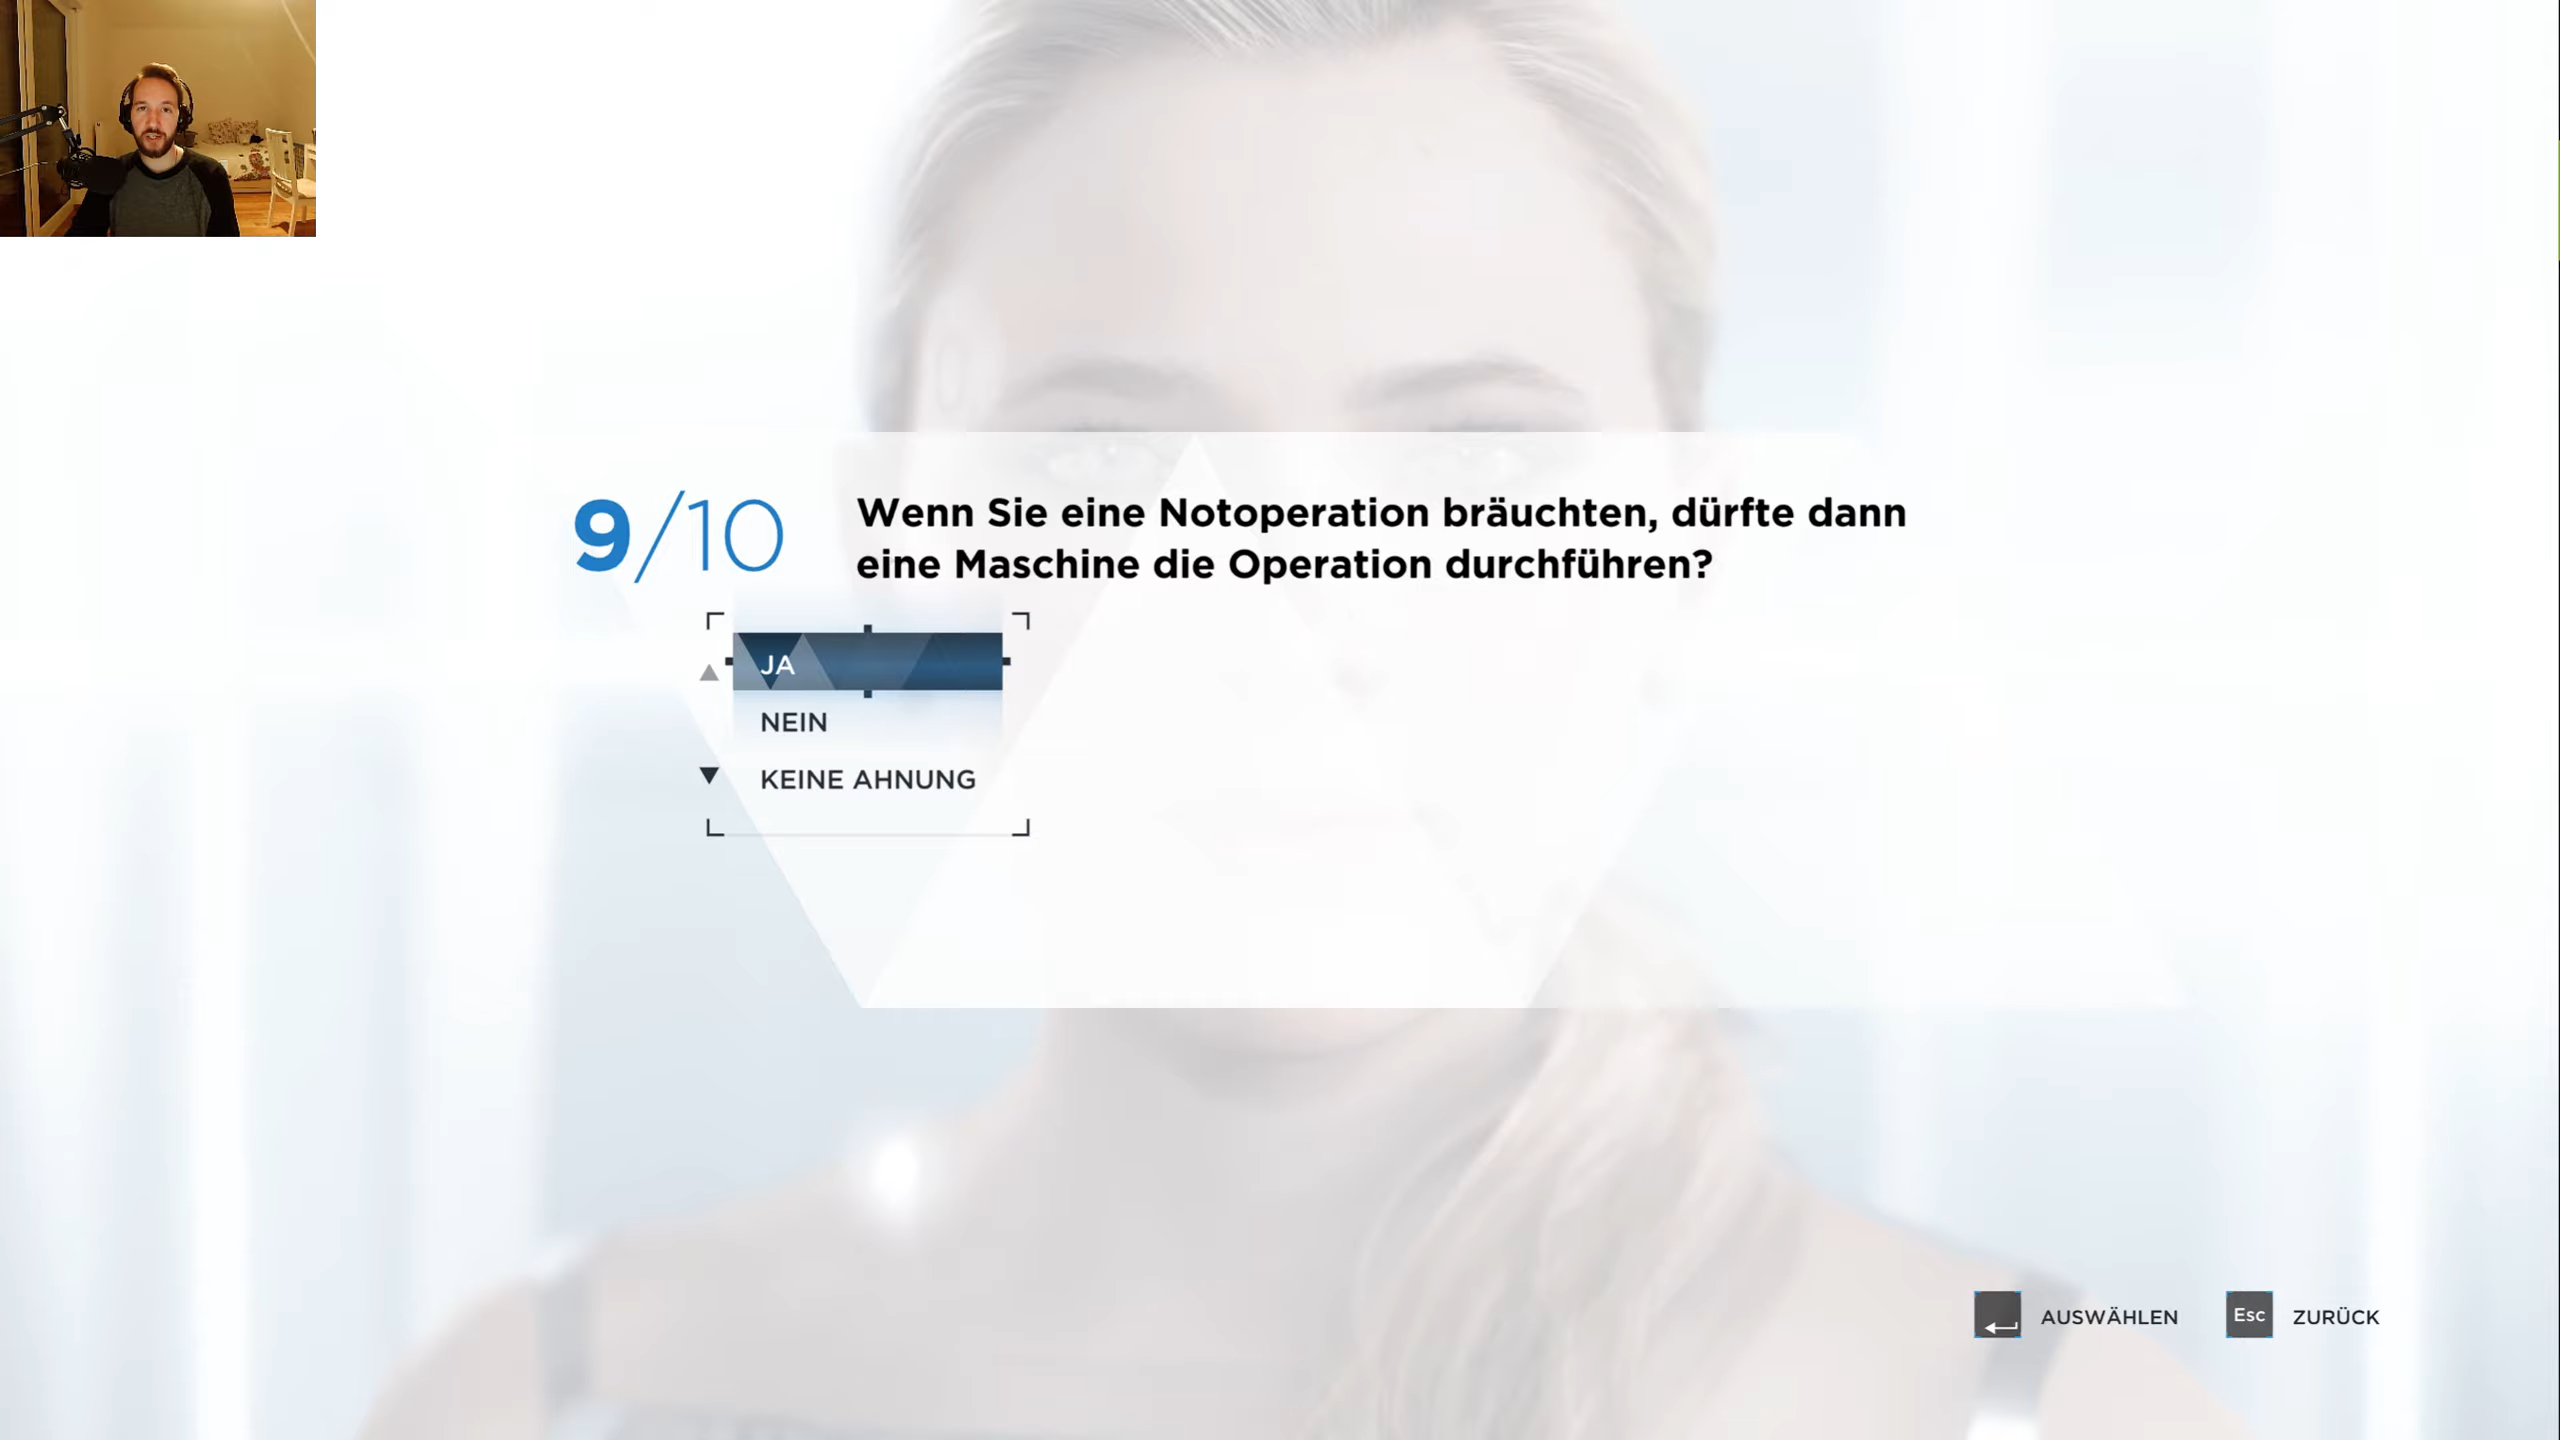 9/10
Wenn Sie eine Notoperation bräuchten, dürfte dann
eine Maschine die Operation durchführen?
JA
NEIN
KEINE AHNUNG
AUSWÄHLEN
Esc ZURÜCK